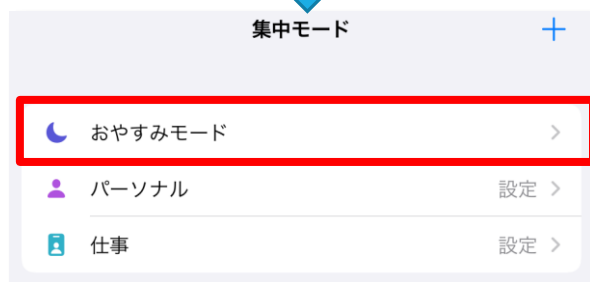 集中モード
おやすみモード
パーソナル 設定
仕事 設定